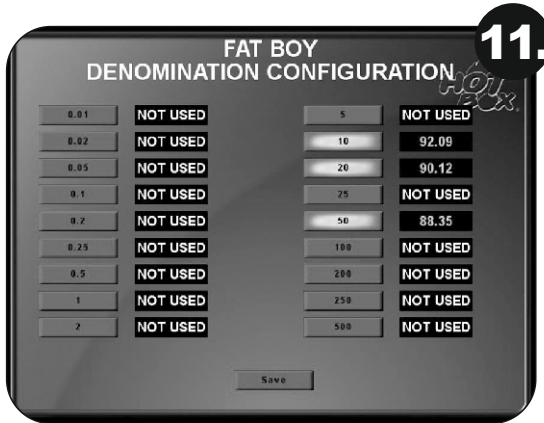 11.
FAT BOY
DENOMINATION CONFIGURATION
HOT BOX
0.01 NOT USED 5 NOT USED
0.02 NOT USED 10 92.09
0.05 NOT USED 20 90.12
0.1 NOT USED 25 NOT USED
0.2 NOT USED 50 88.35
0.25 NOT USED 100 NOT USED
0.5 NOT USED 200 NOT USED
1 NOT USED 250 NOT USED
2 NOT USED 500 NOT USED
Save